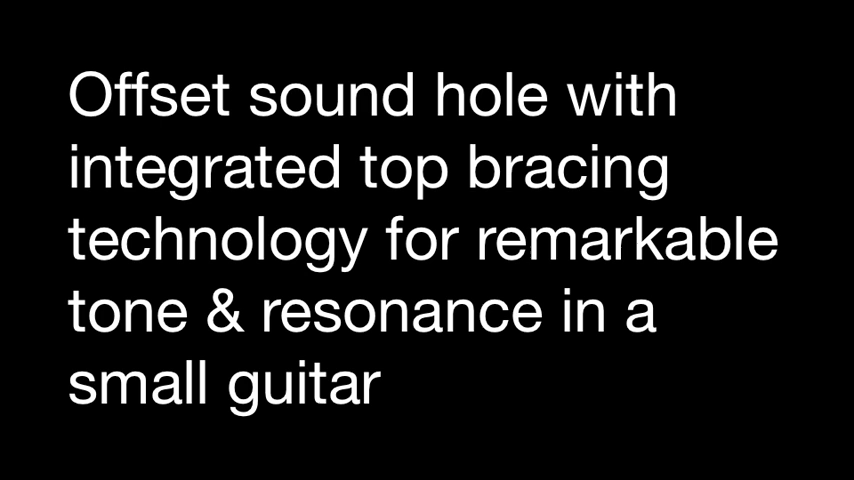 Offset sound hole with
integrated top bracing
technology for remarkable
tone & resonance in a
small guitar